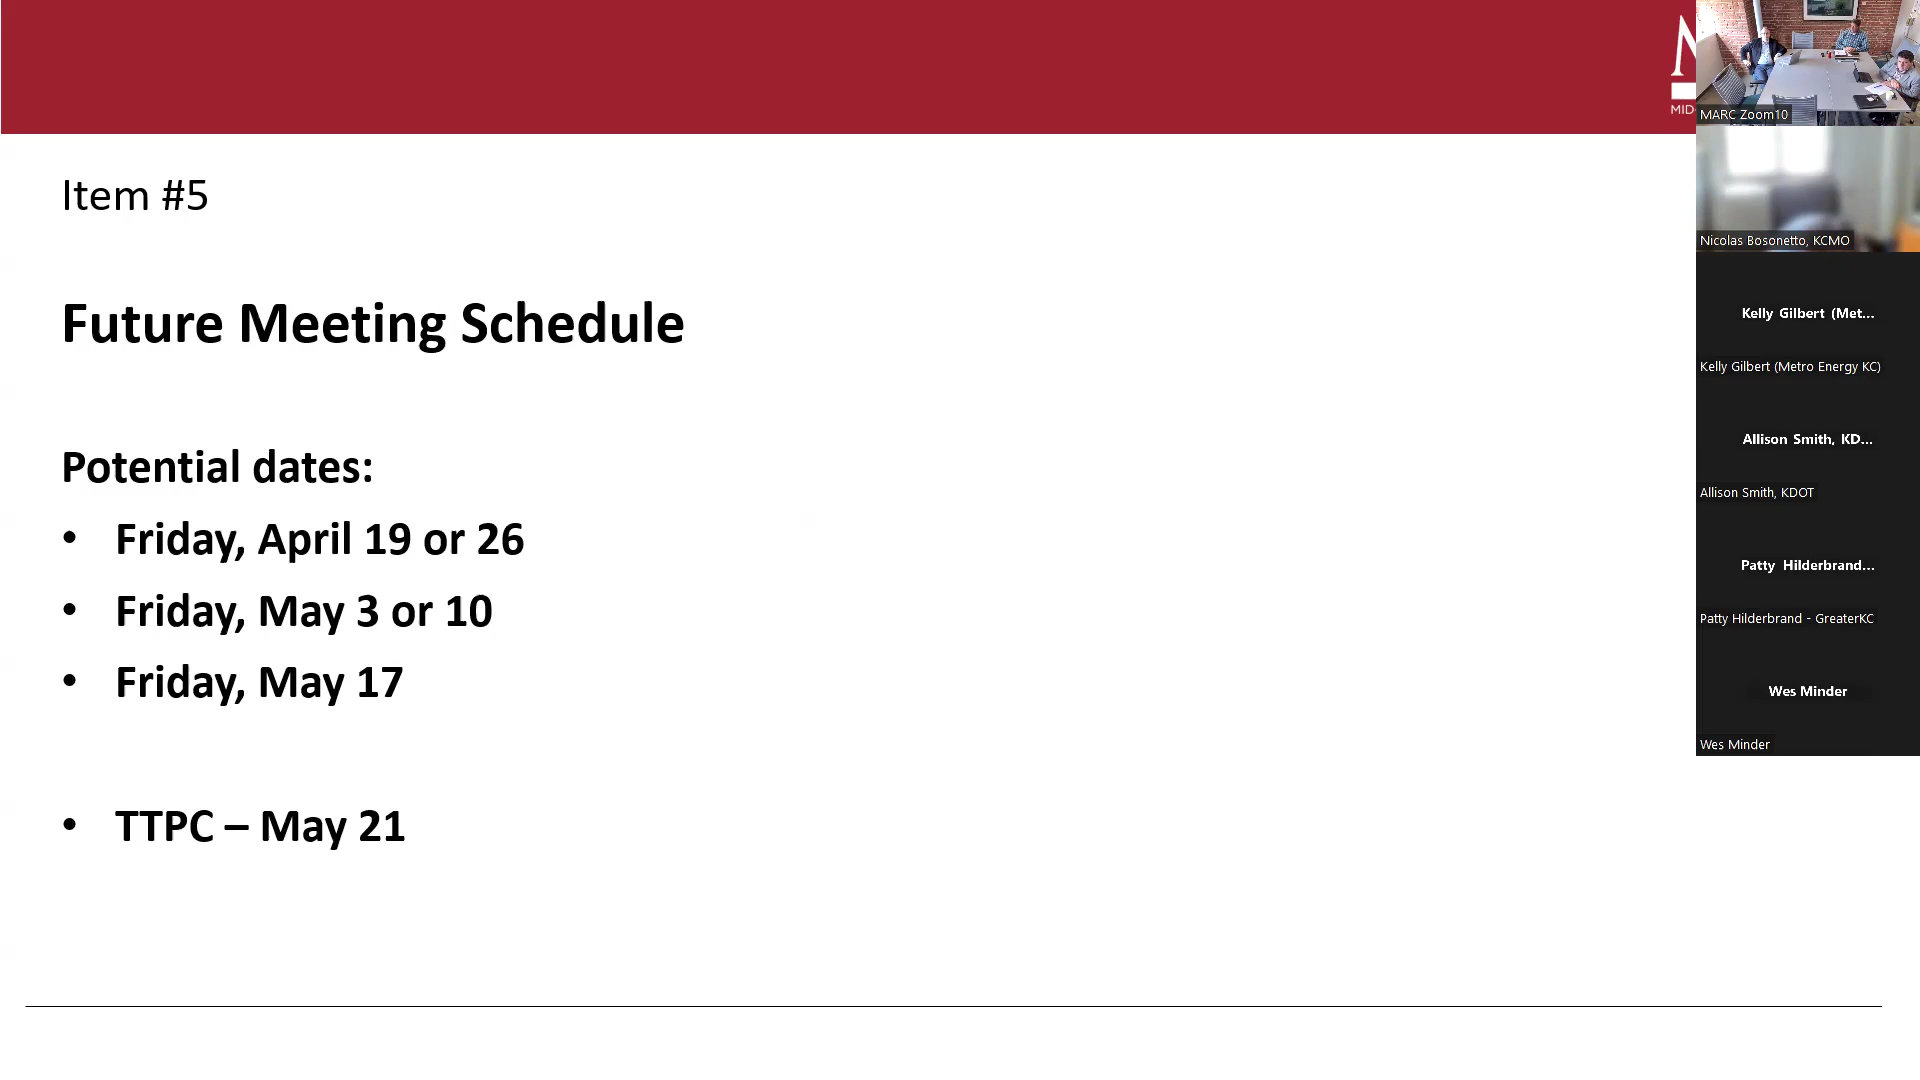 Item #5
Future Meeting Schedule
Potential dates:
• Friday, April 19 or 26
• Friday, May 3 or 10
• Friday, May 17
• TTPC – May 21
M
MID
MARC Zoom10
Nicolas Bosonetto, KCMO
Kelly Gilbert (Met...
Kelly Gilbert (Metro Energy KC)
Allison Smith, KD...
Allison Smith, KDOT
Patty Hilderbrand...
Patty Hilderbrand - GreaterKC
Wes Minder
Wes Minder